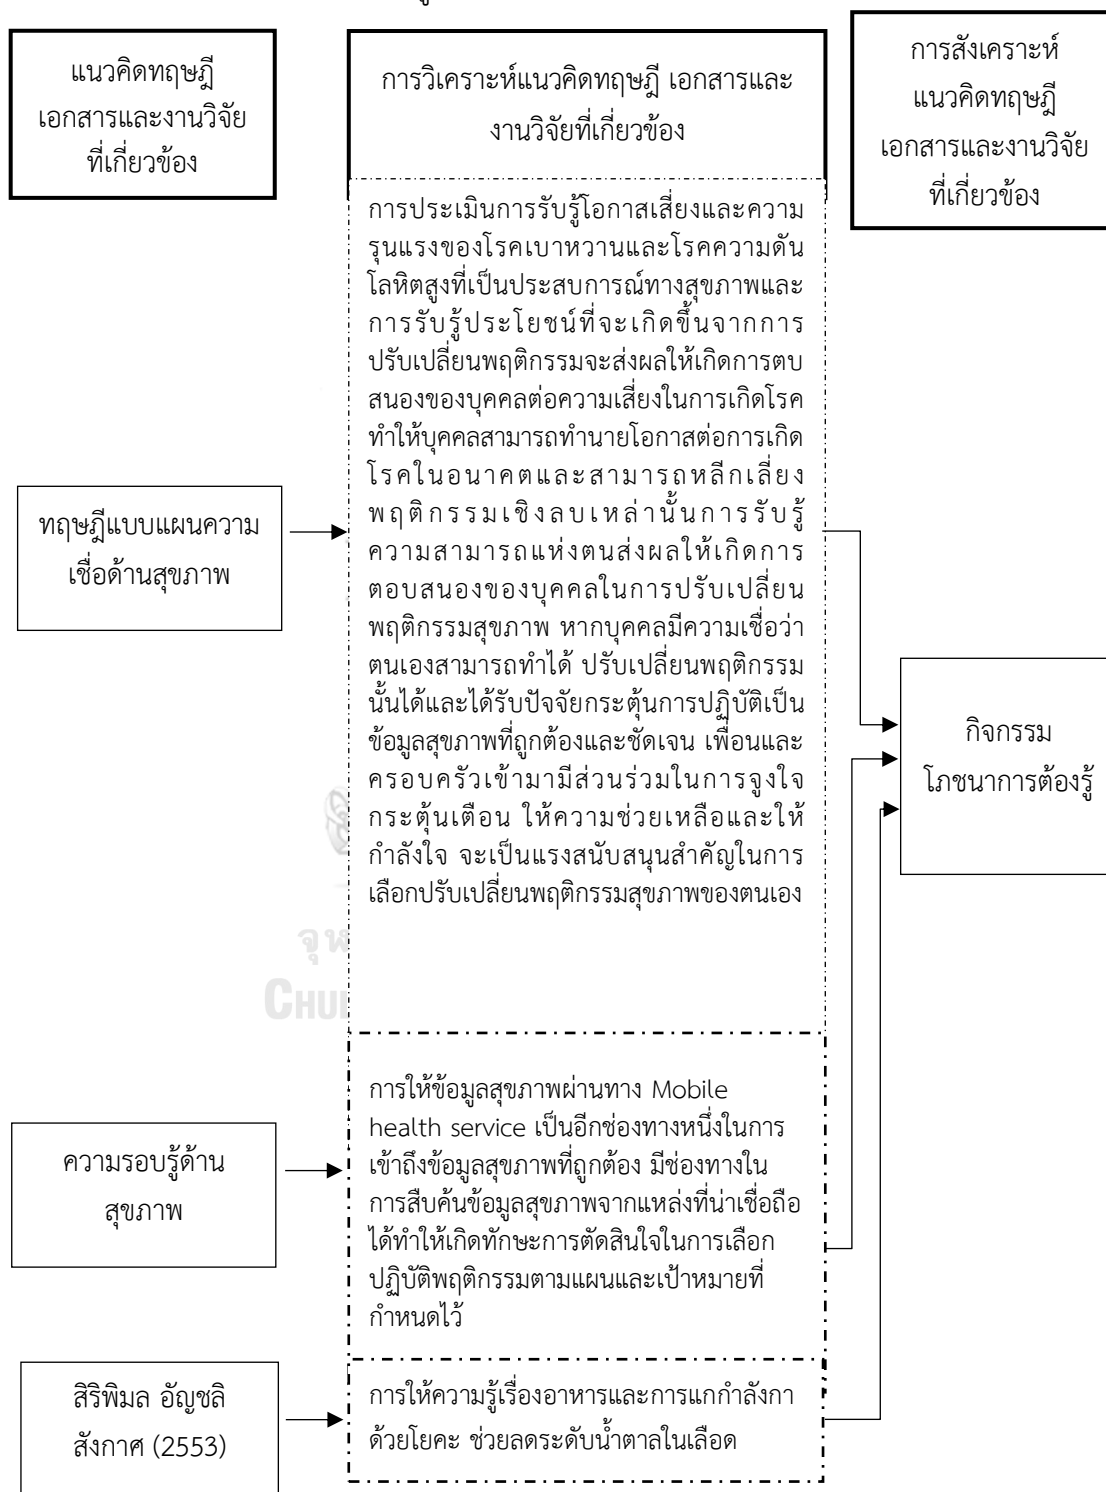 แนวคิดทฤษฎี
เอกสารและงานวิจัย
ที่เกี่ยวข้อง
การวิเคราะห์แนวคิดทฤษฎี เอกสารและ
งานวิจัยที่เกี่ยวข้อง
การสังเคราะห์
แนวคิดทฤษฎี
เอกสารและงานวิจัย
ที่เกี่ยวข้อง
ทฤษฎีแบบแผนความ
เชื่อด้านสุขภาพ
การประเมินการรับรู้โอกาสเสี่ยงและความ
รุนแรงของโรคเบาหวานและโรคความดัน
โลหิตสูงที่เป็นประสบการณ์ทางสุขภาพและ
การรับรู้ประโยชน์ที่จะเกิดขึ้นจากการ
ปรับเปลี่ยนพฤติกรรมจะส่งผลให้เกิดการตบ
สนองของบุคคลต่อความเสี่ยงในการเกิดโรค
ทำให้บุคคลสามารถทำนายโอกาสต่อการเกิด
โรคในอนาคตและสามารถหลีกเลี่ยง
พฤติกรรมเชิงลบเหล่านั้นการรับรู้
ความสามารถแห่งตนส่งผลให้เกิดการ
ตอบสนองของบุคคลในการปรับเปลี่ยน
พฤติกรรมสุขภาพ หากบุคคลมีความเชื่อว่า
ตนเองสามารถทำได้ ปรับเปลี่ยนพฤติกรรม
นั้นได้และได้รับปัจจัยกระตุ้นการปฏิบัติเป็น
ข้อมูลสุขภาพที่ถูกต้องและชัดเจน เพื่อนและ
ครอบครัวเข้ามามีส่วนร่วมในการจูงใจ
กระตุ้นเตือน ให้ความช่วยเหลือและให้
กำลังใจ จะเป็นแรงสนับสนุนสำคัญในการ
เลือกปรับเปลี่ยนพฤติกรรมสุขภาพของตนเอง
กิจกรรม
โภชนาการต้องรู้
จุฬ
CHUL
ความรอบรู้ด้าน
สุขภาพ
การให้ข้อมูลสุขภาพผ่านทาง Mobile
health service เป็นอีกช่องทางหนึ่งในการ
เข้าถึงข้อมูลสุขภาพที่ถูกต้อง มีช่องทางใน
การสืบค้นข้อมูลสุขภาพจากแหล่งที่น่าเชื่อถือ
ได้ทำให้เกิดทักษะการตัดสินใจในการเลือก
ปฏิบัติพฤติกรรมตามแผนและเป้าหมายที่
กำหนดไว้
สิริพิมล อัญชลิ
สังกาศ (2553)
การให้ความรู้เรื่องอาหารและการแกกำลังกา
ด้วยโยคะ ช่วยลดระดับน้ำตาลในเลือด